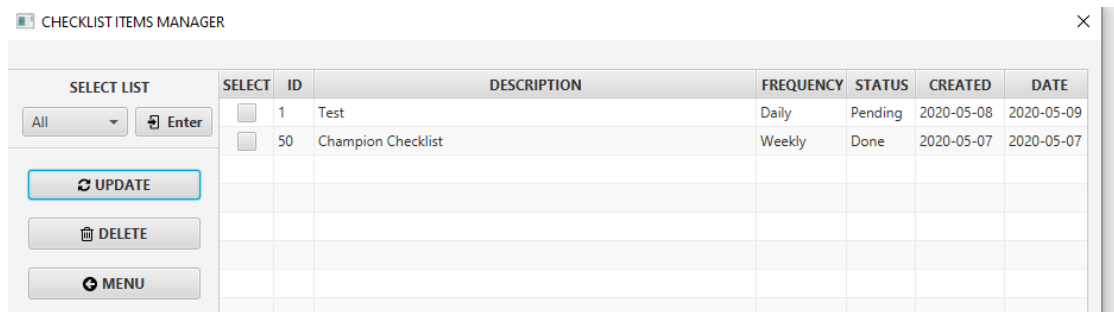 CHECKLIST ITEMS MANAGER
SELECT LIST
All Enter
UPDATE
DELETE
MENU
SELECT ID DESCRIPTION FREQUENCY STATUS CREATED DATE
1 Test Daily Pending 2020-05-08 2020-05-09
50 Champion Checklist Weekly Done 2020-05-07 2020-05-07